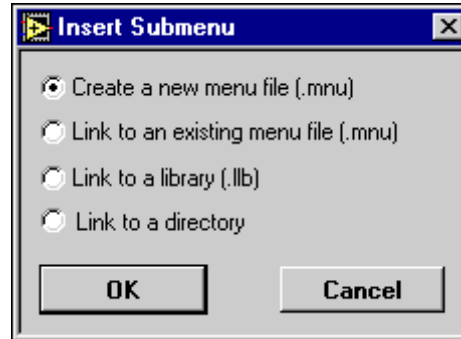 Insert Submenu
Create a new menu file (.mnu)
Link to an existing menu file (.mnu)
Link to a library (.llb)
Link to a directory
OK Cancel